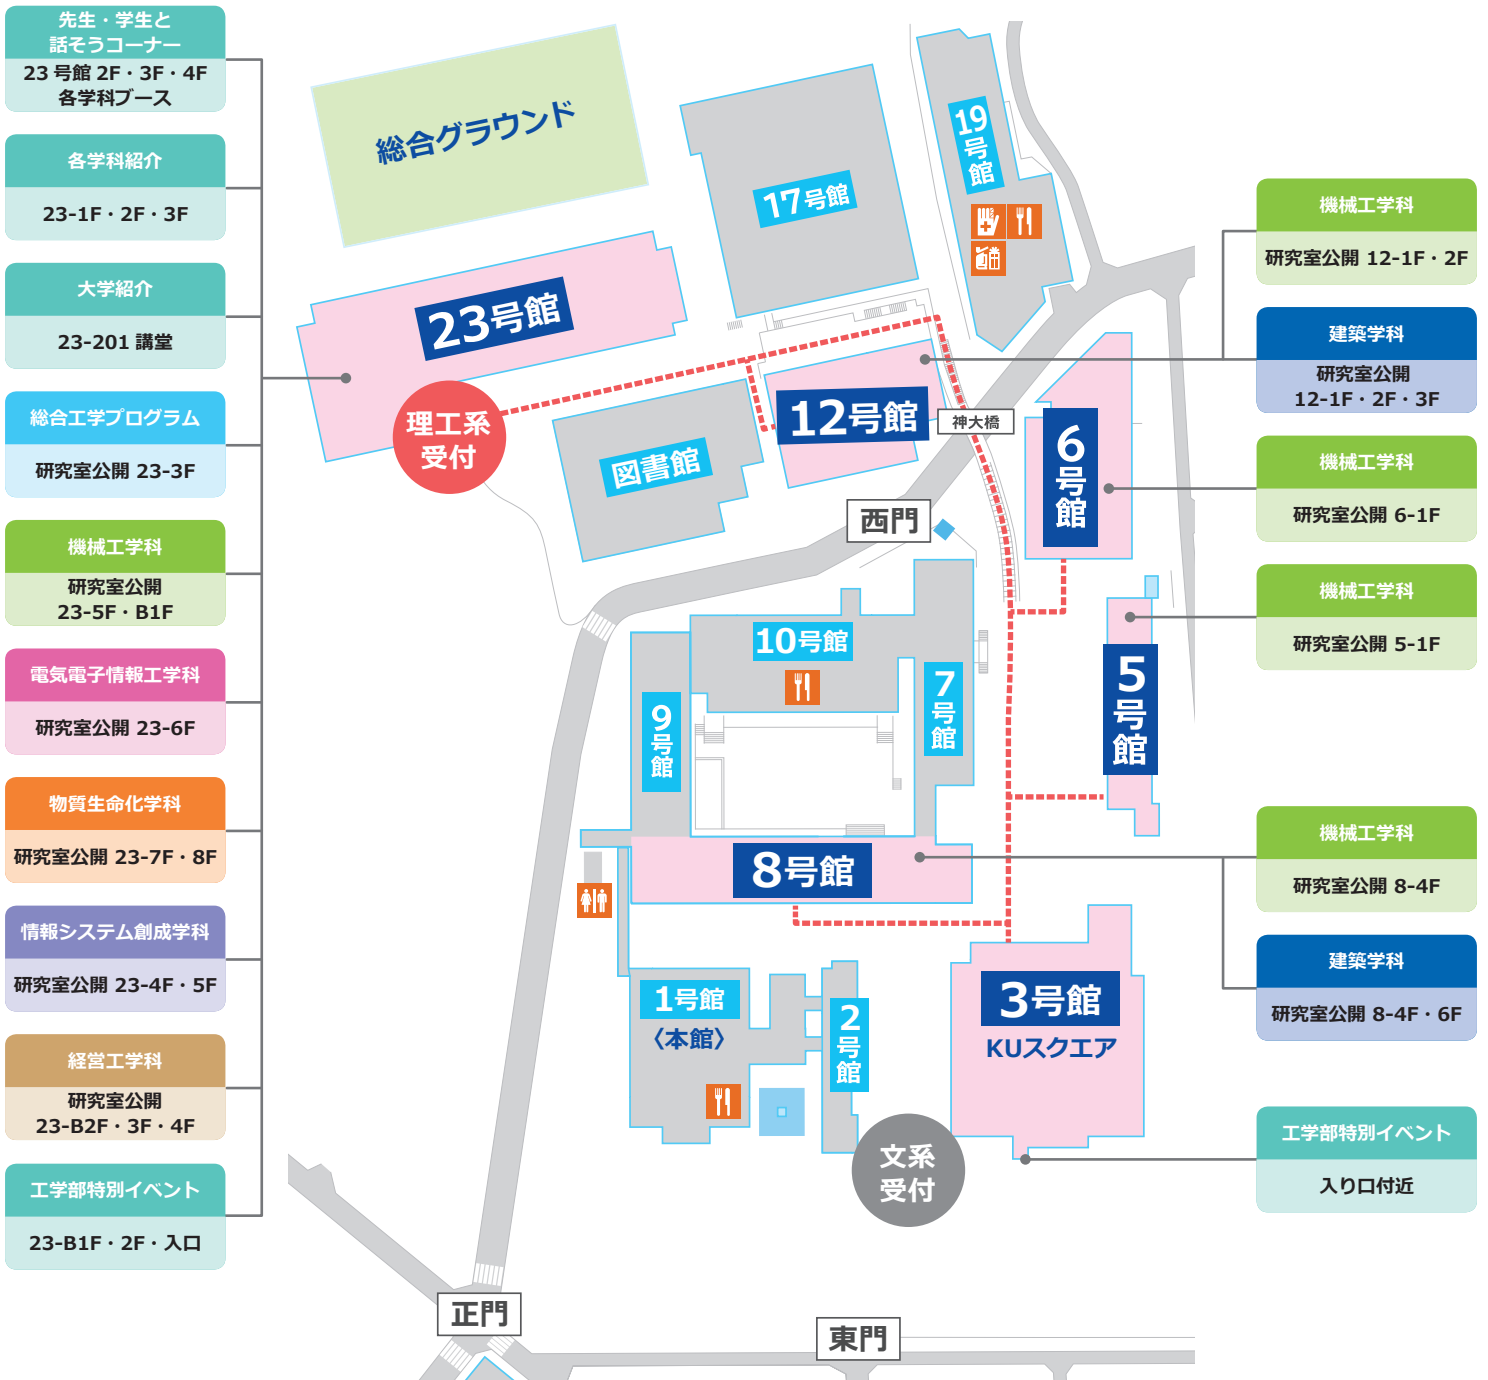 先生・学生と
話そうコーナー
23 号館 2F・3F・4F
各学科ブース
各学科紹介
23-1F・2F・3F
大学紹介
23-201 講堂
総合工学プログラム
研究室公開 23-3F
機械工学科
研究室公開
23-5F・B1F
電気電子情報工学科
研究室公開 23-6F
物質生命化学科
研究室公開 23-7F・8F
情報システム創成学科
研究室公開 23-4F・5F
経営工学科
研究室公開
23-B2F・3F・4F
工学部特別イベント
23-B1F・2F・入口
総合グラウンド
17号館
19号館
23号館
理工系
受付
図書館
12号館
神大橋
6号館
西門
10号館
7号館
9号館
5号館
8号館
1号館
〈本館〉
2号館
3号館
KUスクエア
文系
受付
正門
東門
機械工学科
研究室公開 12-1F・2F
建築学科
研究室公開
12-1F・2F・3F
機械工学科
研究室公開 6-1F
機械工学科
研究室公開 5-1F
機械工学科
研究室公開 8-4F
建築学科
研究室公開 8-4F・6F
工学部特別イベント
入り口付近